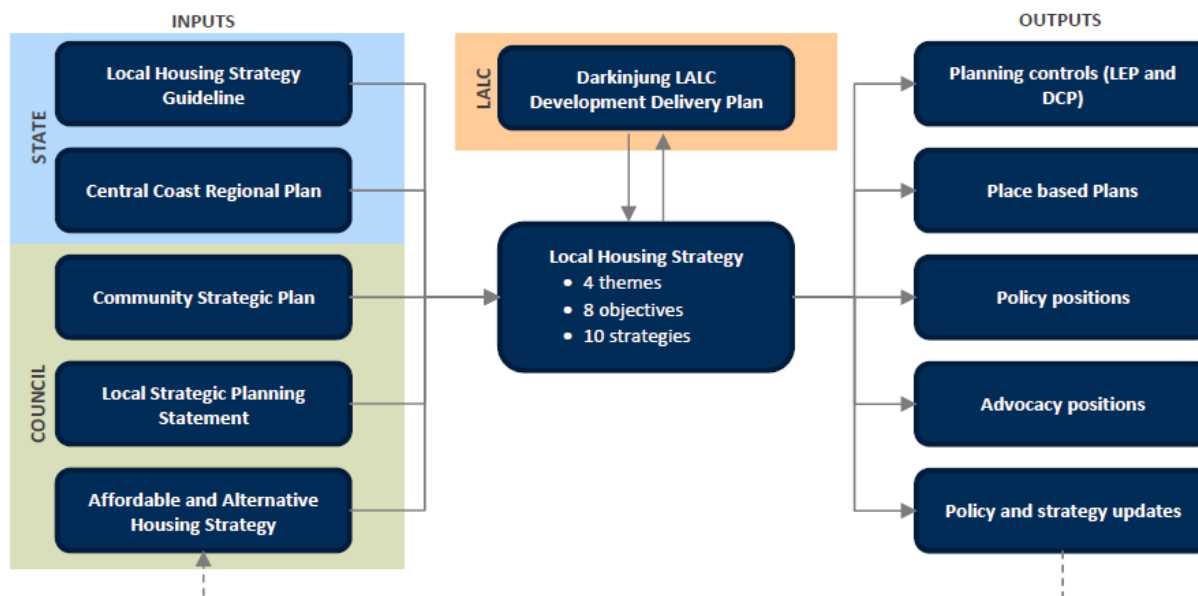 INPUTS
OUTPUTS
STATE
Local Housing Strategy
Guideline
Central Coast Regional Plan
COUNCIL
Community Strategic Plan
Local Strategic Planning
Statement
Affordable and Alternative
Housing Strategy
LALC
Darkinjung LALC
Development Delivery Plan
Local Housing Strategy
• 4 themes
• 8 objectives
• 10 strategies
Planning controls (LEP and
DCP)
Place based Plans
Policy positions
Advocacy positions
Policy and strategy updates